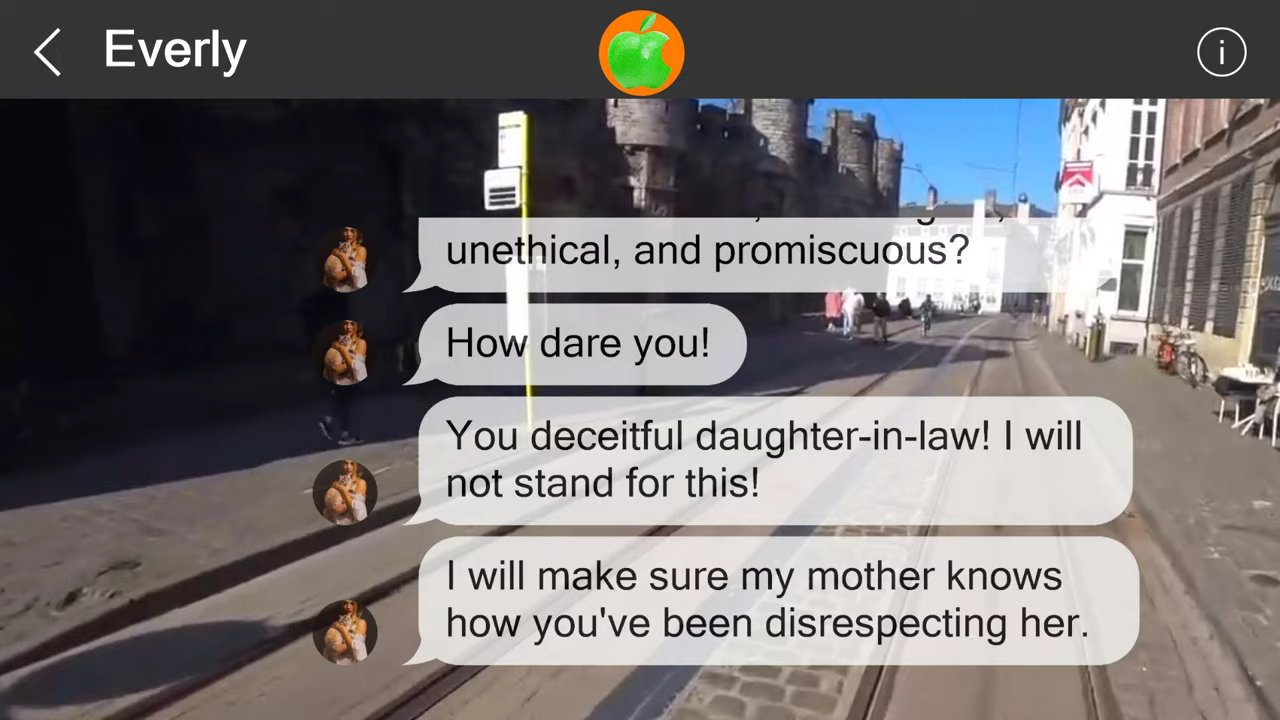 Everly
i
unethical, and promiscuous?
How dare you!
You deceitful daughter-in-law! I will
not stand for this!
I will make sure my mother knows
how you've been disrespecting her.